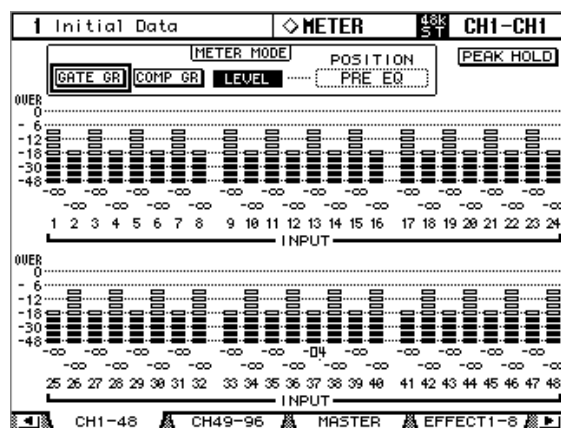 1 Initial Data ◇METER 48K ST CH1-CH1
METER MODE
POSITION
PEAK HOLD
GATE GR COMP GR LEVEL PRE EQ
OVER
0
- 6
-12
-18
-30
-48
-∞ -∞ -∞ -∞ -∞ -∞ -∞ -∞ -∞ -∞ -∞ -∞
-∞ -∞ -∞ -∞ -∞ -∞ -∞ -∞ -∞ -∞ -∞ -∞
1 2 3 4 5 6 7 8 9 10 11 12 13 14 15 16 17 18 19 20 21 22 23 24
INPUT
OVER
0
- 6
-12
-18
-30
-48
-∞ -∞ -∞ -∞ -∞ -∞ -04 -∞ -∞ -∞ -∞ -∞
-∞ -∞ -∞ -∞ -∞ -∞ -∞ -∞ -∞ -∞ -∞ -∞
25 26 27 28 29 30 31 32 33 34 35 36 37 38 39 40 41 42 43 44 45 46 47 48
INPUT
CH1-48 CH49-96 MASTER EFFECT1-8